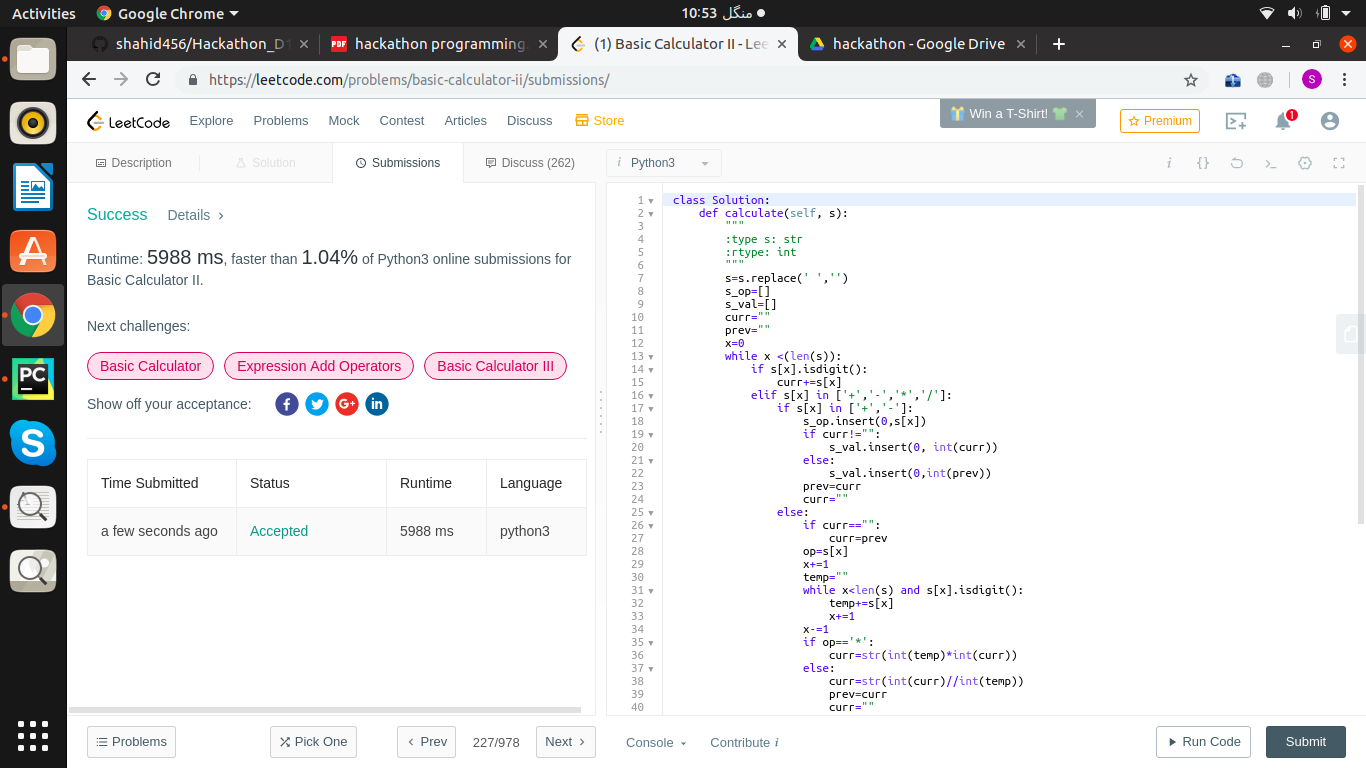 Activities
Google Chrome
منگل 10:53
shahid456/Hackathon_D1
hackathon programming.
(1) Basic Calculator II - Lee
hackathon - Google Drive
https://leetcode.com/problems/basic-calculator-ii/submissions/
S
LeetCode
Explore
Problems
Mock
Contest
Articles
Discuss
Store
Win a T-Shirt!
Premium
1
Description
Solution
Submissions
Discuss (262)
i Python3
i {}
Success
Details
Runtime: 5988 ms, faster than 1.04% of Python3 online submissions for
Basic Calculator II.
Next challenges:
Basic Calculator
Expression Add Operators
Basic Calculator III
Show off your acceptance:
f G+ in
Time Submitted Status Runtime Language
a few seconds ago Accepted 5988 ms python3
1 class Solution:
2 def calculate(self, s):
3 """
4 :type s: str
5 :rtype: int
6 """
7 s=s.replace(' ','')
8 s_op=[]
9 s_val=[]
10 curr=""
11 prev=""
12 x=0
13 while x <(len(s)):
14 if s[x].isdigit():
15 curr+=s[x]
16 elif s[x] in ['+','-','*','/']:
17 if s[x] in ['+','-']:
18 s_op.insert(0,s[x])
19 if curr!="":
20 s_val.insert(0, int(curr))
21 else:
22 s_val.insert(0,int(prev))
23 prev=curr
24 curr=""
25 else:
26 if curr=="":
27 curr=prev
28 op=s[x]
29 x+=1
30 temp=""
31 while x<len(s) and s[x].isdigit():
32 temp+=s[x]
33 x+=1
34 x-=1
35 if op=='*':
36 curr=str(int(temp)*int(curr))
37 else:
38 curr=str(int(curr)//int(temp))
39 prev=curr
40 curr=""
Problems
Pick One
Prev
227/978
Next
Console
Contribute i
Run Code
Submit
PDF
PC